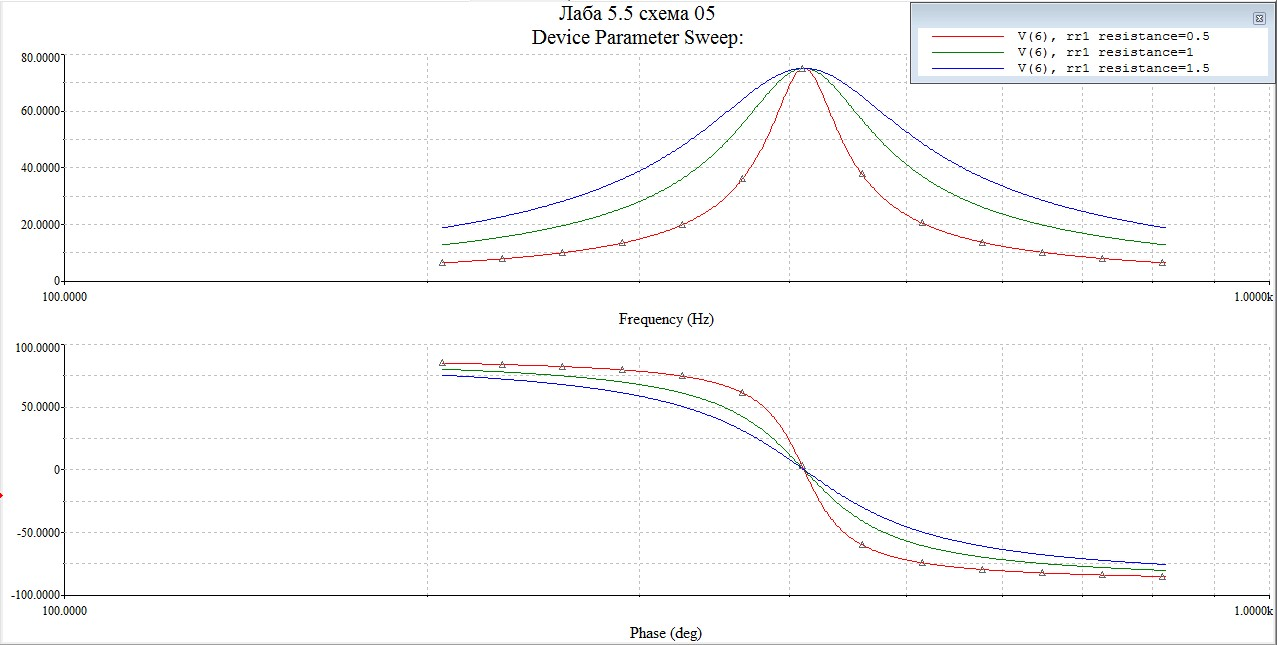 Лаба 5.5 схема 05
Device Parameter Sweep:
V(6), rr1 resistance=0.5
V(6), rr1 resistance=1
V(6), rr1 resistance=1.5
80.0000
60.0000
40.0000
20.0000
0
100.0000 1.0000k
Frequency (Hz)
100.0000
50.0000
0
-50.0000
-100.0000
100.0000 1.0000k
Phase (deg)